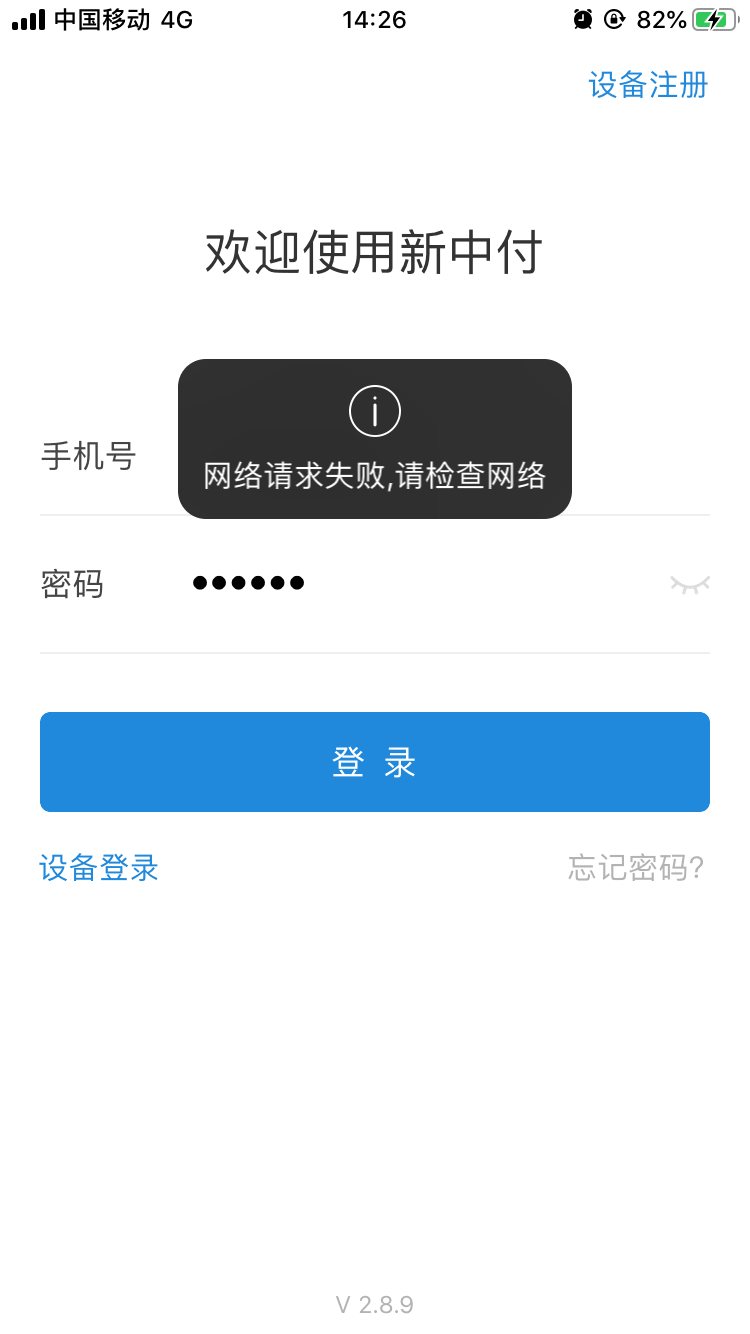 中国移动 4G 14:26 82%
设备注册
欢迎使用新中付
网络请求失败,请检查网络
手机号
密码 ••••••
登 录
设备登录 忘记密码?
V 2.8.9